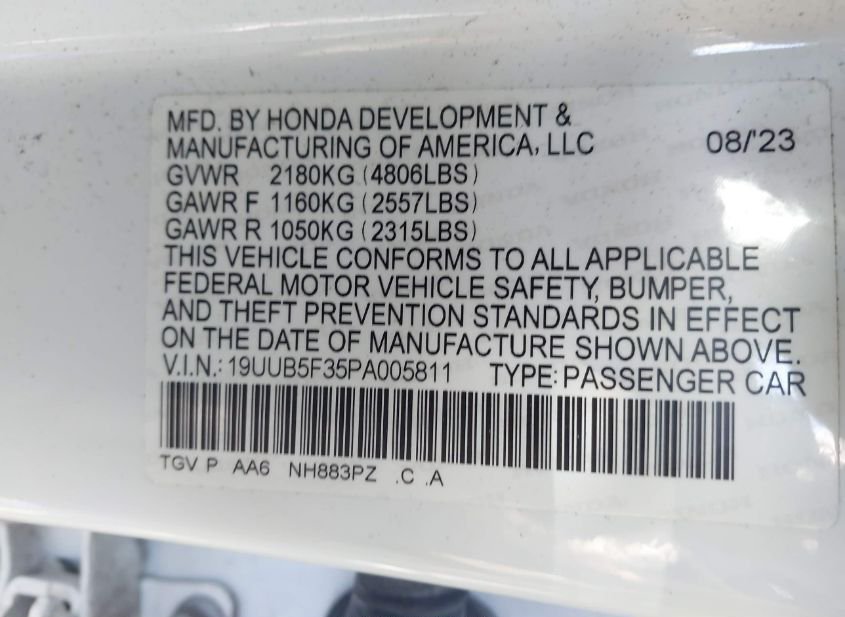 MFD. BY HONDA DEVELOPMENT &
MANUFACTURING OF AMERICA, LLC 08/'23
GVWR 2180KG (4806LBS)
GAWR F 1160KG (2557LBS)
GAWR R 1050KG (2315LBS)
THIS VEHICLE CONFORMS TO ALL APPLICABLE
FEDERAL MOTOR VEHICLE SAFETY, BUMPER,
AND THEFT PREVENTION STANDARDS IN EFFECT
ON THE DATE OF MANUFACTURE SHOWN ABOVE.
V.I.N.: 19UUB5F35PA005811 TYPE: PASSENGER CAR
TGV P AA6 NH883PZ .C .A